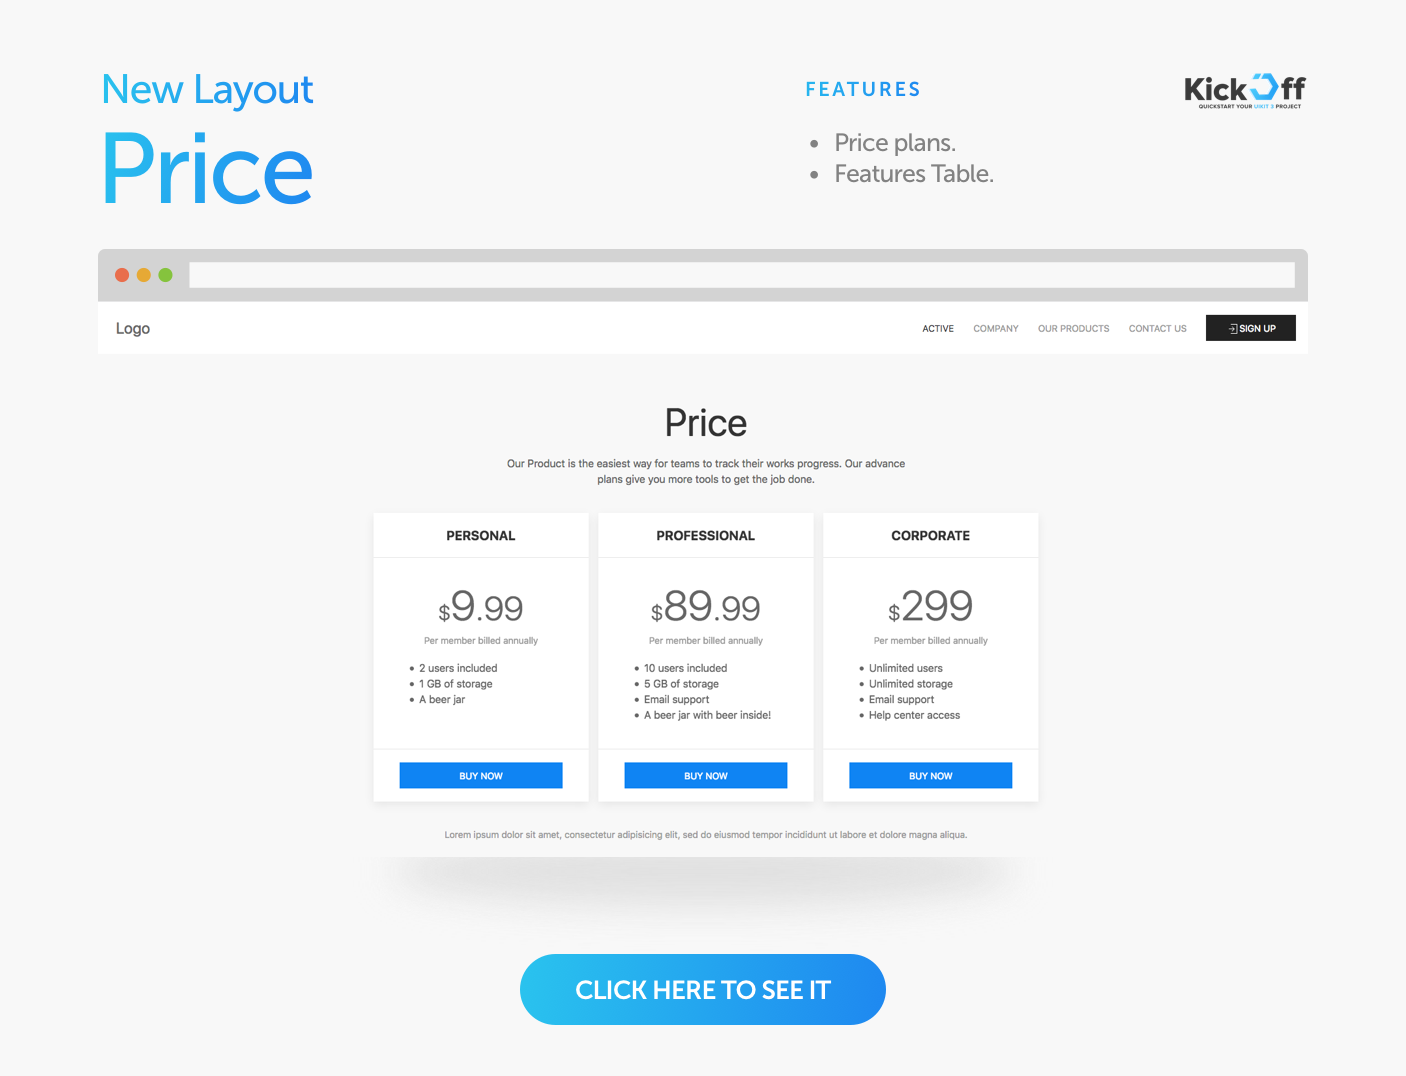 New Layout
Price
FEATURES
• Price plans.
• Features Table.
KickOff
QUICKSTART YOUR UIKIT 3 PROJECT
Logo
ACTIVE COMPANY OUR PRODUCTS CONTACT US SIGN UP
Price
Our Product is the easiest way for teams to track their works progress. Our advance
plans give you more tools to get the job done.
PERSONAL
$9.99
Per member billed annually
• 2 users included
• 1 GB of storage
• A beer jar
BUY NOW
PROFESSIONAL
$89.99
Per member billed annually
• 10 users included
• 5 GB of storage
• Email support
• A beer jar with beer inside!
BUY NOW
CORPORATE
$299
Per member billed annually
• Unlimited users
• Unlimited storage
• Email support
• Help center access
BUY NOW
Lorem ipsum dolor sit amet, consectetur adipisicing elit, sed do eiusmod tempor incididunt ut labore et dolore magna aliqua.
CLICK HERE TO SEE IT